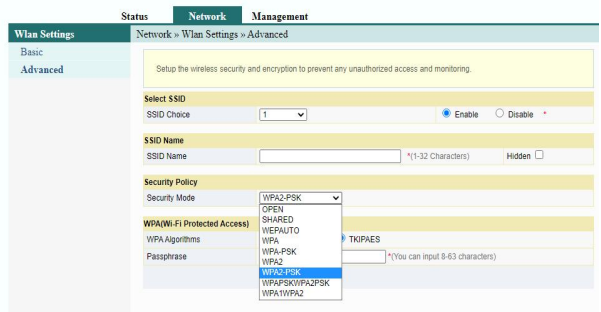 Status Network Management
Wlan Settings Network » Wlan Settings » Advanced
Basic
Advanced
Setup the wireless security and encryption to prevent any unauthorized access and monitoring.
Select SSID
SSID Choice 1 Enable Disable *
SSID Name
SSID Name *(1-32 Characters) Hidden
Security Policy
Security Mode WPA2-PSK
OPEN
SHARED
WEPAUTO
WPA
WPA-PSK
WPA2
WPA2-PSK
WPAPSKWPA2PSK
WPA1WPA2
WPA(Wi-Fi Protected Access)
WPA Algorithms TKIPAES
Passphrase *(You can input 8-63 characters)